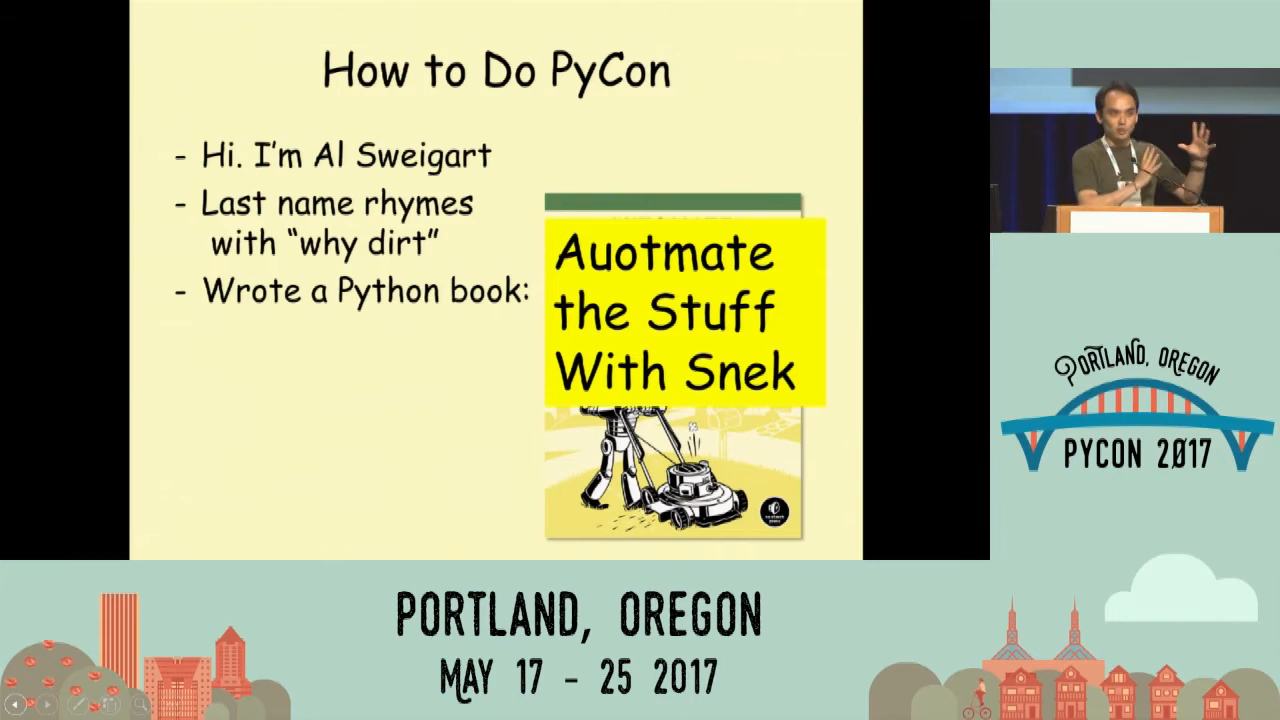 How to Do PyCon
- Hi. I'm Al Sweigart
- Last name rhymes
with “why dirt”
- Wrote a Python book:
Auotmate
the Stuff
With Snek
PORTLAND, OREGON
PYCON 2017
PORTLAND, OREGON
MAY 17 - 25 2017